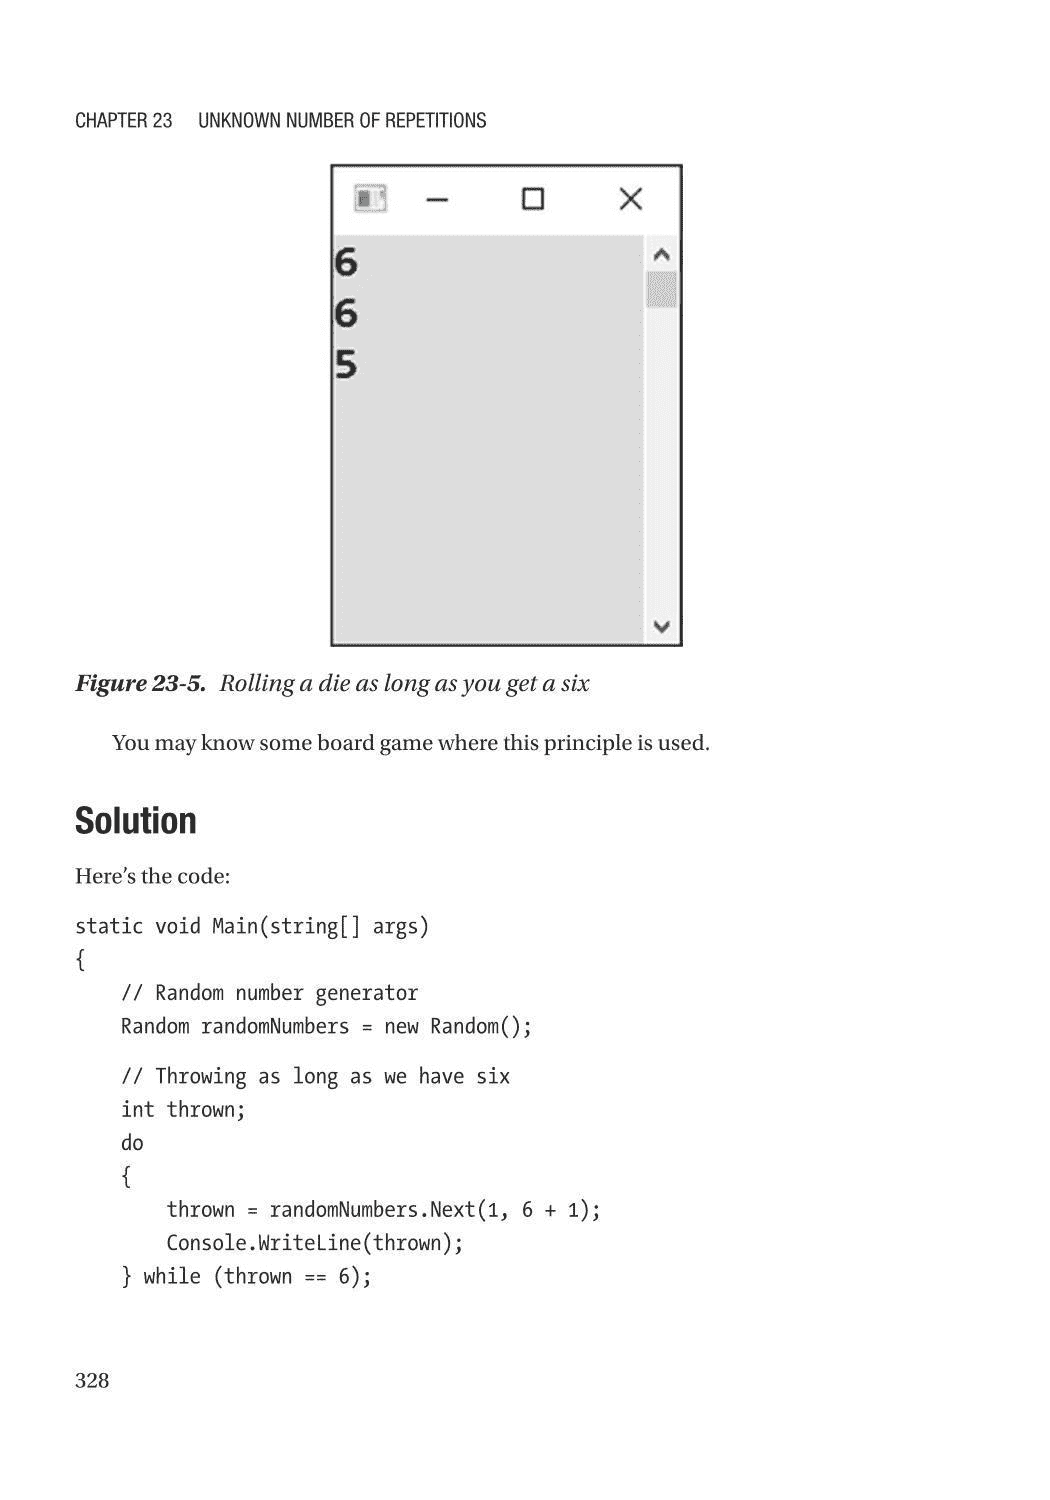 CHAPTER 23 UNKNOWN NUMBER OF REPETITIONS
6
6
5
Figure 23-5. Rolling a die as long as you get a six
You may know some board game where this principle is used.
Solution
Here’s the code:
static void Main(string[] args)
{
// Random number generator
Random randomNumbers = new Random();
// Throwing as long as we have six
int thrown;
do
{
thrown = randomNumbers.Next(1, 6 + 1);
Console.WriteLine(thrown);
} while (thrown == 6);
328